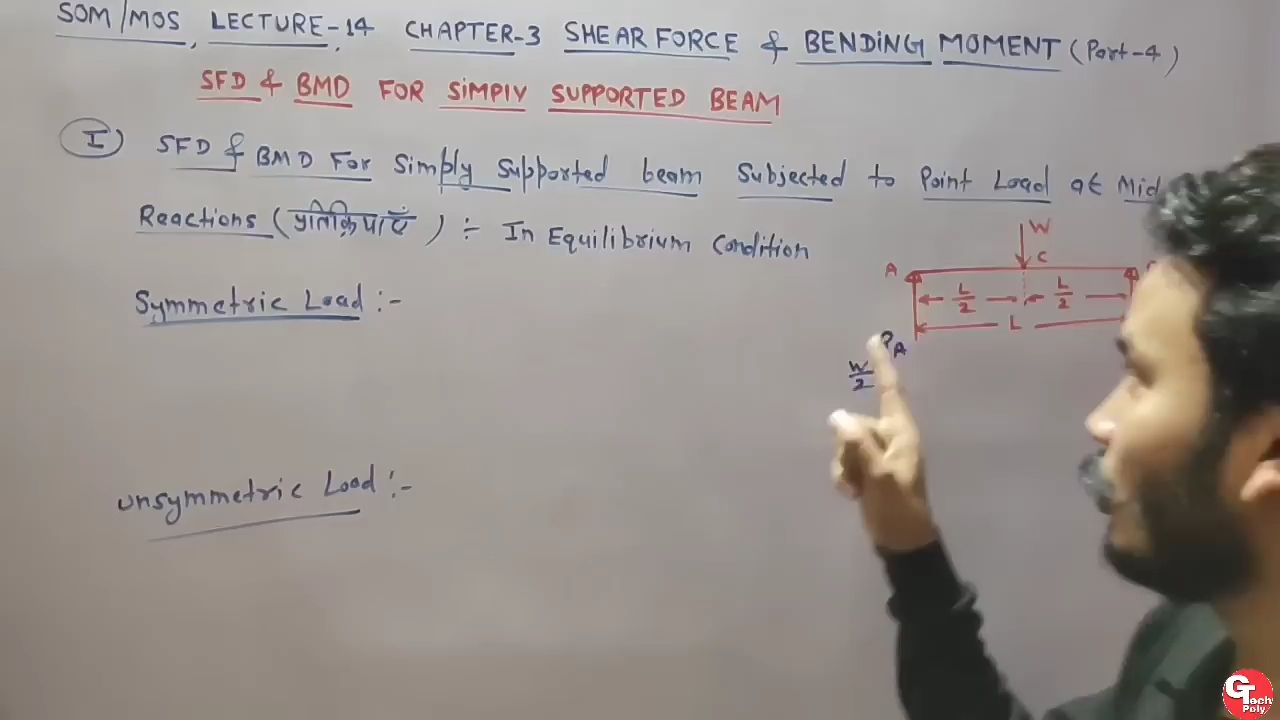 SOM/MOS, LECTURE-14 CHAPTER-3 SHEAR FORCE & BENDING MOMENT (Part-4)
SFD & BMD FOR SIMPLY SUPPORTED BEAM
I) SFD & BMD For Simply Supported beam Subjected to Point Load at Mid
Reactions (प्रतिक्रियाएँ) ÷ In Equilibrium Condition
W
A C
Symmetric Load :-
L/2 L/2
L
A
W/2
unsymmetric Load :-
GTech
Poly